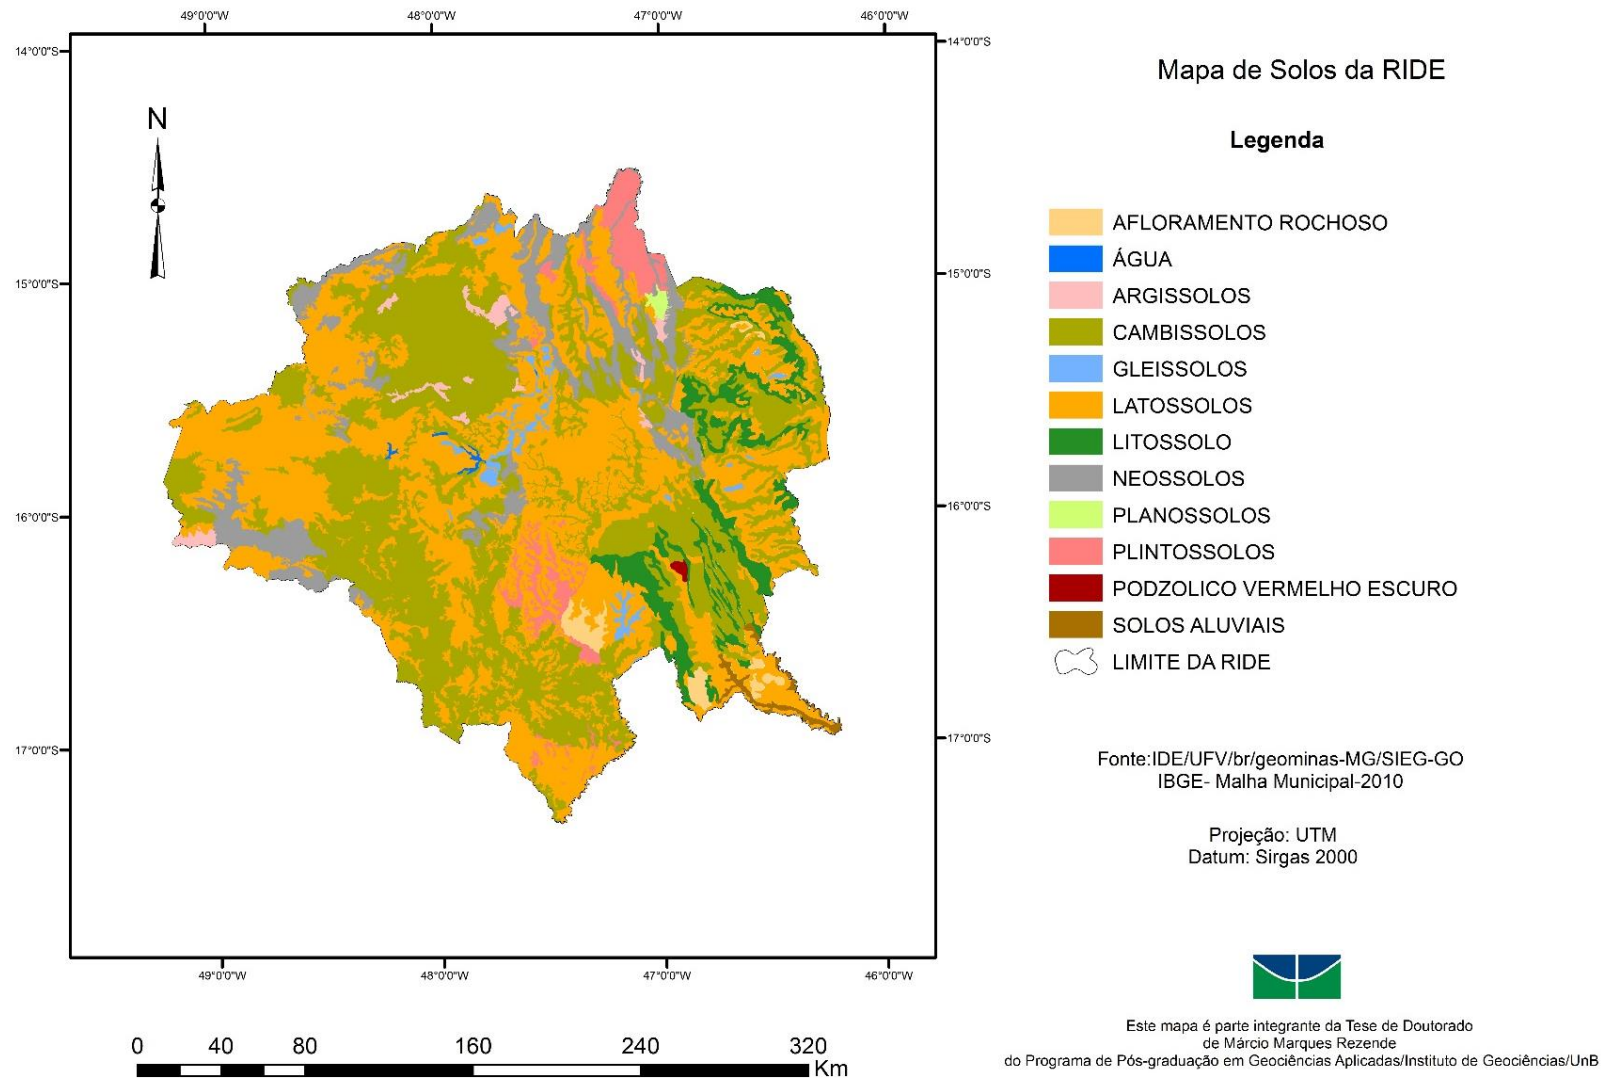 49°0'0"W 48°0'0"W 47°0'0"W 46°0'0"W
14°0'0"S
14°0'0"S
N
15°0'0"S
15°0'0"S
16°0'0"S
16°0'0"S
17°0'0"S
17°0'0"S
49°0'0"W 48°0'0"W 47°0'0"W 46°0'0"W
0 40 80 160 240 320
Km
Mapa de Solos da RIDE
Legenda
AFLORAMENTO ROCHOSO
ÁGUA
ARGISSOLOS
CAMBISSOLOS
GLEISSOLOS
LATOSSOLOS
LITOSSOLO
NEOSSOLOS
PLANOSSOLOS
PLINTOSSOLOS
PODZOLICO VERMELHO ESCURO
SOLOS ALUVIAIS
LIMITE DA RIDE
Fonte:IDE/UFV/br/geominas-MG/SIEG-GO
IBGE- Malha Municipal-2010
Projeção: UTM
Datum: Sirgas 2000
Este mapa é parte integrante da Tese de Doutorado
de Márcio Marques Rezende
do Programa de Pós-graduação em Geociências Aplicadas/Instituto de Geociências/UnB